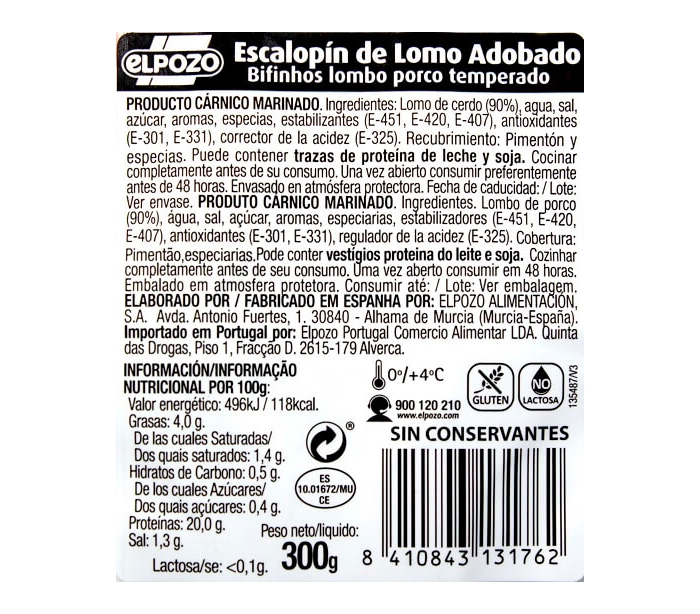 ELPOZO
Escalopín de Lomo Adobado
Bifinhos lombo porco temperado
PRODUCTO CÁRNICO MARINADO. Ingredientes: Lomo de cerdo (90%), agua, sal,
azúcar, aromas, especias, estabilizantes (E-451, E-420, E-407), antioxidantes
(E-301, E-331), corrector de la acidez (E-325). Recubrimiento: Pimentón y
especias. Puede contener trazas de proteína de leche y soja. Cocinar
completamente antes de su consumo. Una vez abierto consumir preferentemente
antes de 48 horas. Envasado en atmósfera protectora. Fecha de caducidad: / Lote:
Ver envase. PRODUTO CÁRNICO MARINADO. Ingredientes. Lombo de porco
(90%), água, sal, açúcar, aromas, especiarias, estabilizadores (E-451, E-420,
E-407), antioxidantes (E-301, E-331), regulador de la acidez (E-325). Cobertura:
Pimentão,especiarias.Pode conter vestígios proteina do leite e soja. Cozinhar
completamente antes de seu consumo. Uma vez aberto consumir em 48 horas.
Embalado em atmosfera protetora. Consumir até: / Lote: Ver embalagem.
ELABORADO POR / FABRICADO EM ESPANHA POR: ELPOZO ALIMENTACIÓN,
S.A. Avda. Antonio Fuertes, 1. 30840 - Alhama de Murcia (Murcia-España).
Importado em Portugal por: Elpozo Portugal Comercio Alimentar LDA. Quinta
das Drogas, Piso 1, Fracção D. 2615-179 Alverca.
INFORMACIÓN/INFORMAÇÃO
NUTRICIONAL POR 100g:
Valor energético: 496kJ / 118kcal.
Grasas: 4,0 g.
De las cuales Saturadas/
Dos quais saturados: 1,4 g.
Hidratos de Carbono: 0,5 g.
De los cuales Azúcares/
Dos quais açúcares: 0,4 g.
Proteínas: 20,0 g.
Sal: 1,3 g.
Lactosa/se: <0,1g.
®
ES
10.01672/MU
CE
Peso neto/liquido:
300g
0º/+4ºC
900 120 210
www.elpozo.com
GLUTEN
NO
LACTOSA
135487/V3
SIN CONSERVANTES
8 410843 131762